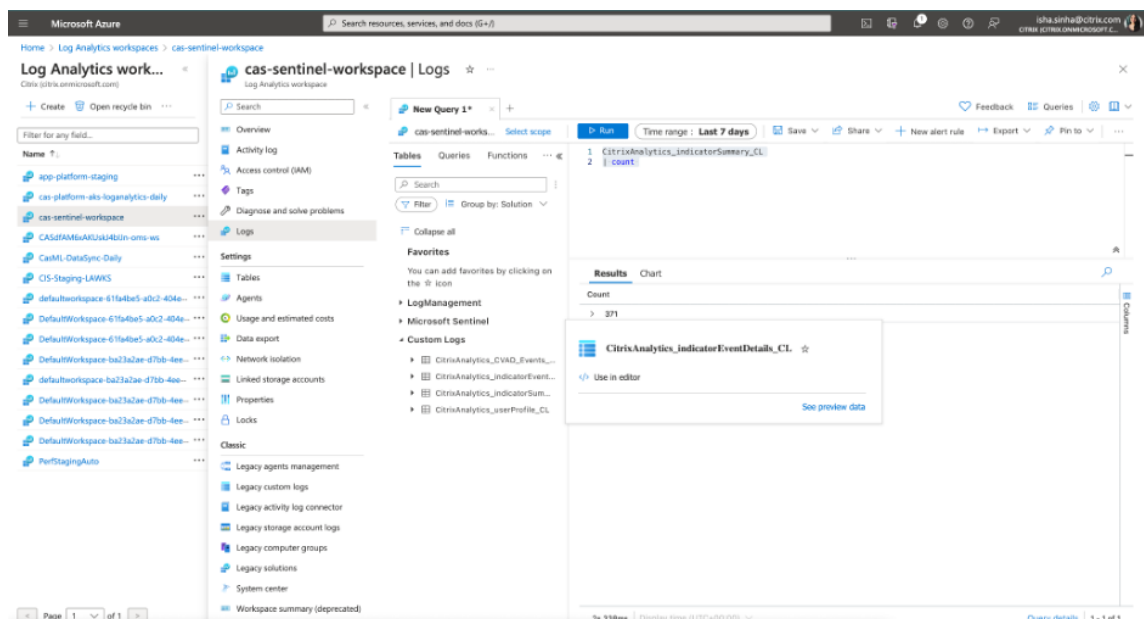 Microsoft Azure
Search resources, services, and docs (G+/)
isha.sinha@citrix.com
CITRIX (CITRIX.ONMICROSOFT.C...
Home > Log Analytics workspaces > cas-sentinel-workspace
Log Analytics work...
Citrix (citrix.onmicrosoft.com)
+ Create
Open recycle bin
Filter for any field...
Name ↑↓
app-platform-staging
cas-platform-aks-loganalytics-daily
cas-sentinel-workspace
CasML-DataSync-Daily
CIS-Staging-LAWKS
defaultworkspace-61fa4be5-a0c2-404e-...
DefaultWorkspace-61fa4be5-a0c2-404e-...
DefaultWorkspace-61fa4be5-a0c2-404e-...
DefaultWorkspace-ba23a2ae-d7bb-4ee-...
defaultworkspace-ba23a2ae-d7bb-4ee-...
DefaultWorkspace-ba23a2ae-d7bb-4ee-...
DefaultWorkspace-ba23a2ae-d7bb-4ee-...
DefaultWorkspace-ba23a2ae-d7bb-4ee-...
PerfStagingAuto
< Page 1 of 1 >
cas-sentinel-workspace | Logs
Log Analytics workspace
Search
Overview
Activity log
Access control (IAM)
Tags
Diagnose and solve problems
Logs
Settings
Tables
Agents
Usage and estimated costs
Data export
Network isolation
Linked storage accounts
Properties
Locks
Classic
Legacy agents management
Legacy custom logs
Legacy activity log connector
Legacy storage account logs
Legacy computer groups
Legacy solutions
System center
Workspace summary (deprecated)
New Query 1*
Feedback
Queries
cas-sentinel-works...
Select scope
Run
Time range : Last 7 days
Save
Share
+ New alert rule
Export
Pin to
Tables
Queries
Functions
Search
Filter
Group by: Solution
Collapse all
Favorites
You can add favorites by clicking on
the ☆ icon
LogManagement
Microsoft Sentinel
Custom Logs
CitrixAnalytics_CVAD_Events_...
CitrixAnalytics_indicatorEvent...
CitrixAnalytics_indicatorSum...
CitrixAnalytics_userProfile_CL
1 CitrixAnalytics_indicatorSummary_CL
2 | count
Results
Chart
Count
> 371
Columns
CitrixAnalytics_indicatorEventDetails_CL
</> Use in editor
See preview data
Display time (UTC+00:00)
Query details
1 - 1 of 1